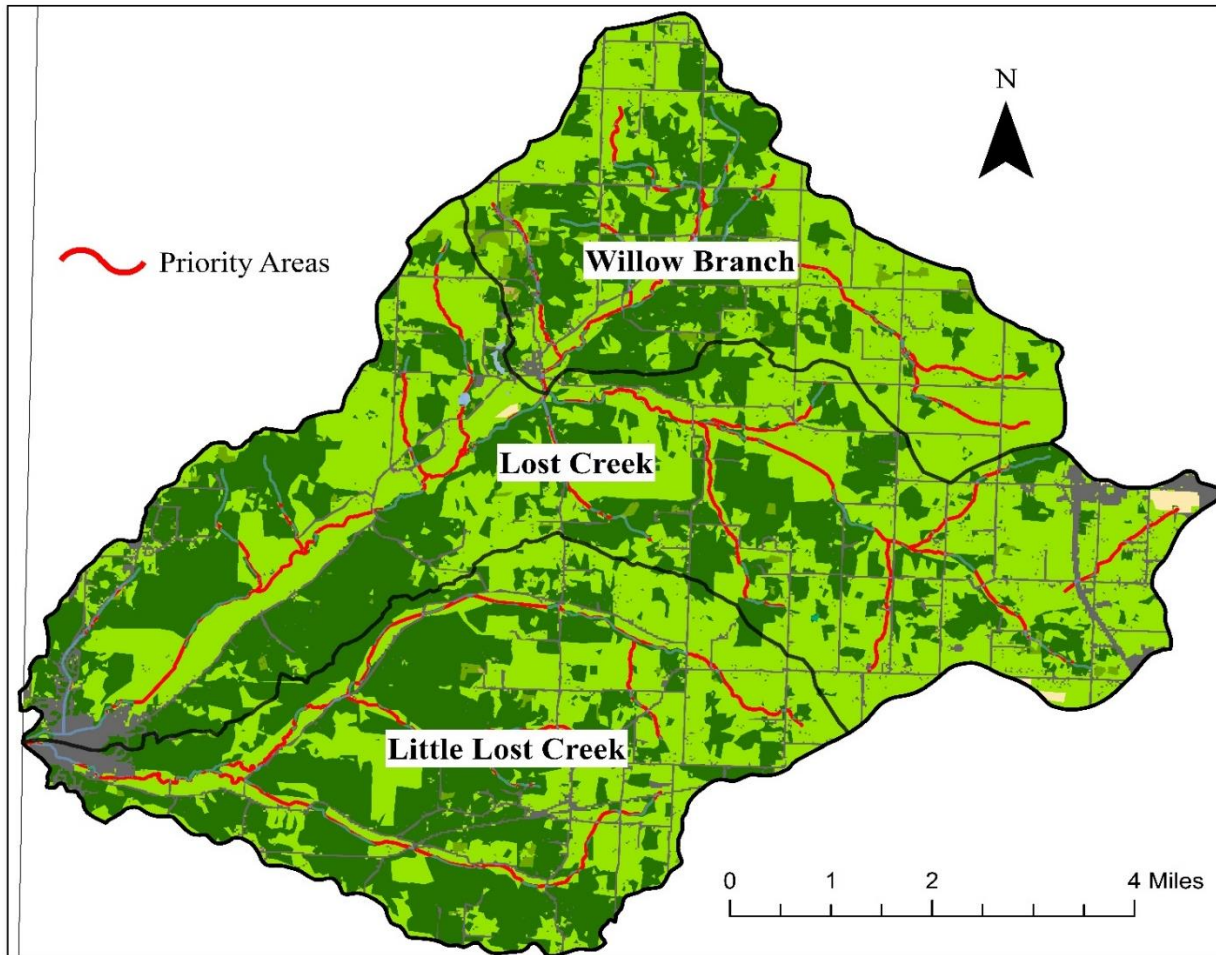 N
Priority Areas
Willow Branch
Lost Creek
Little Lost Creek
0 1 2 4 Miles